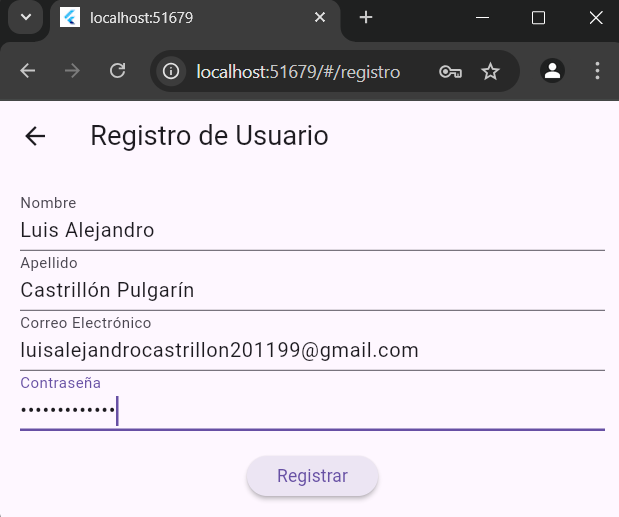 localhost:51679
localhost:51679/#/registro
Registro de Usuario
Nombre
Luis Alejandro
Apellido
Castrillón Pulgarín
Correo Electrónico
luisalejandrocastrillon201199@gmail.com
Contraseña
•••••••••••••
Registrar